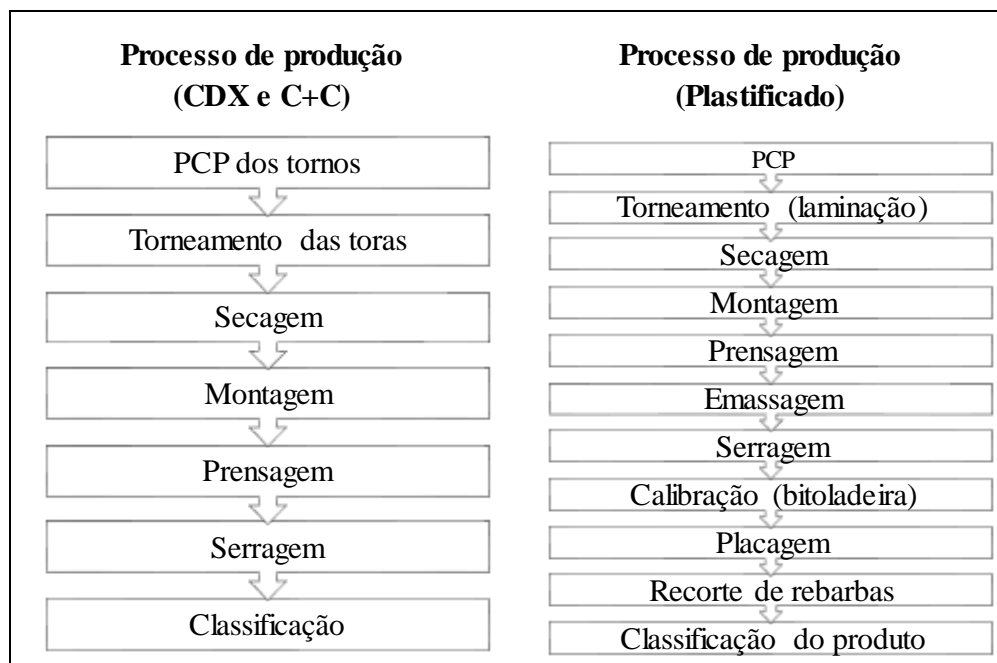 Processo de produção
(CDX e C+C)
PCP dos tornos
Torneamento das toras
Secagem
Montagem
Prensagem
Serragem
Classificação
Processo de produção
(Plastificado)
PCP
Torneamento (laminação)
Secagem
Montagem
Prensagem
Emassagem
Serragem
Calibração (bitoladeira)
Placagem
Recorte de rebarbas
Classificação do produto